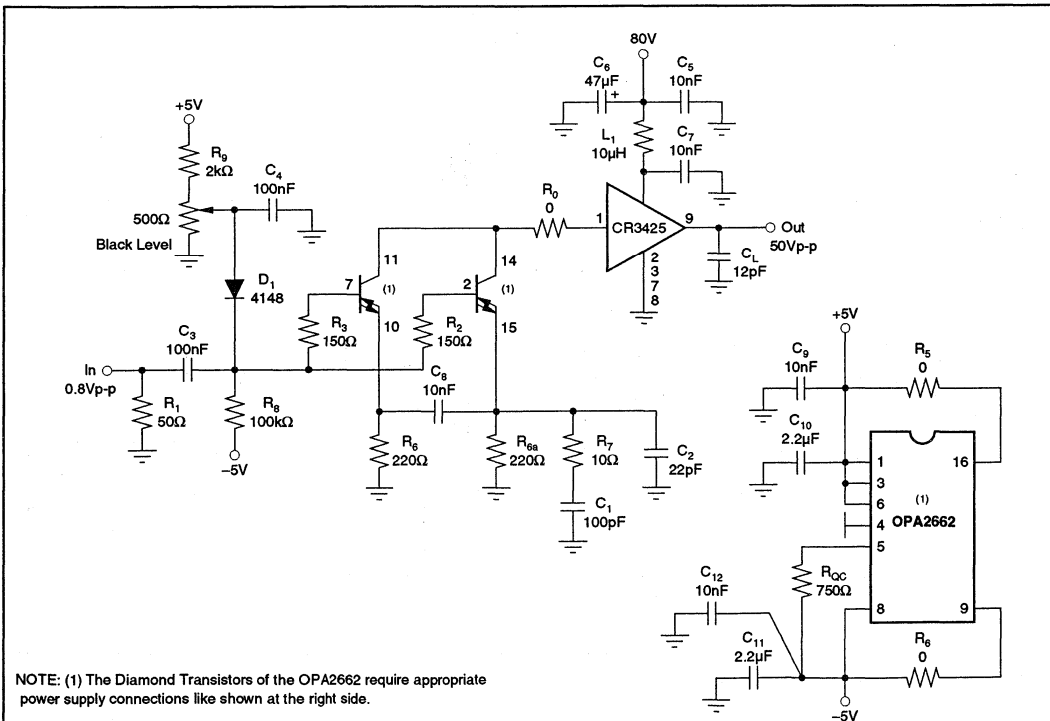 80V
C6
47µF
+
C5
10nF
L1
10µH
C7
10nF
+5V
R9
2kΩ
C4
100nF
500Ω
Black Level
D1
4148
R0
0
1
CR3425
9
Out
50Vp-p
2
3
7
8
CL
12pF
11
7
(1)
10
14
2
(1)
15
R3
150Ω
R2
150Ω
C3
100nF
In
0.8Vp-p
R1
50Ω
R8
100kΩ
–5V
C8
10nF
R6
220Ω
R6a
220Ω
R7
10Ω
C1
100pF
C2
22pF
+5V
C9
10nF
R5
0
C10
2.2µF
1
3
6
4
5
8
16
9
(1)
OPA2662
RQC
750Ω
C12
10nF
C11
2.2µF
R6
0
–5V
NOTE: (1) The Diamond Transistors of the OPA2662 require appropriate
power supply connections like shown at the right side.